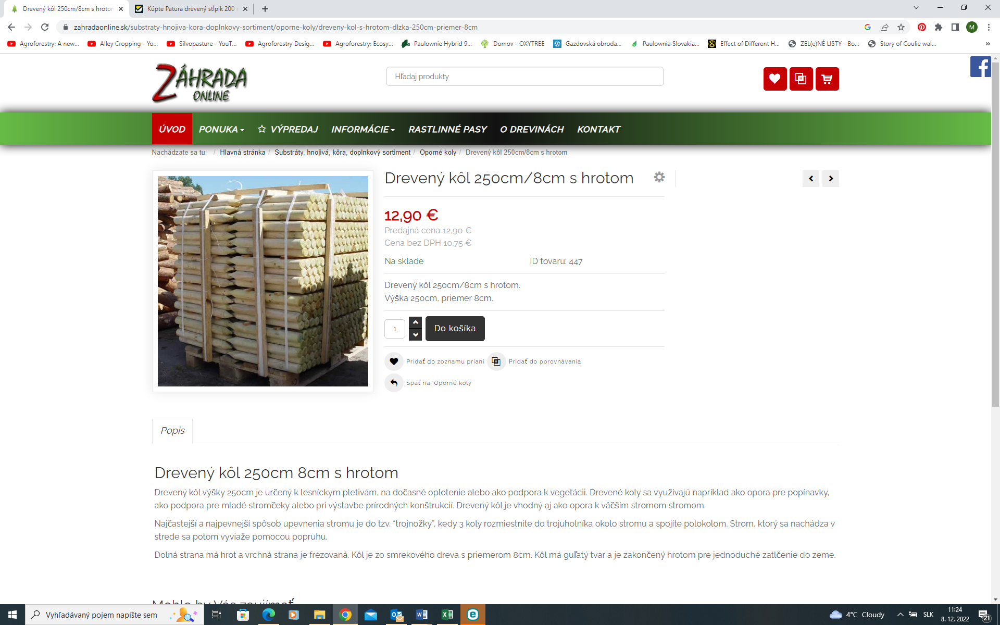 Drevený kôl 250cm/8cm s hroton
Kúpte Patura drevený stĺpik 200
zahradaonline.sk/substraty-hnojiva-kora-doplnkovy-sortiment/oporne-koly/dreveny-kol-s-hrotom-dlzka-250cm-priemer-8cm
M
Agroforestry: A new...
Alley Cropping - Yo...
Silvopasture - YouT...
Agroforestry Desig...
Agroforestry: Ecosy...
Paulownie Hybrid 9...
Domov - OXYTREE
Gazdovská obroda...
Paulownia Slovakia...
Effect of Different H...
ZEL(e)NÉ LISTY - Bo...
Story of Coulie wal...
ZÁHRADA
ONLINE
Hľadaj produkty
ÚVOD
PONUKA
VÝPREDAJ
INFORMÁCIE
RASTLINNÉ PASY
O DREVINÁCH
KONTAKT
Nachádzate sa tu: / Hlavná stránka / Substráty, hnojivá, kôra, doplnkový sortiment / Oporné koly / Drevený kôl 250cm/8cm s hrotom
Drevený kôl 250cm/8cm s hrotom
12,90 €
Predajná cena 12,90 €
Cena bez DPH 10,75 €
Na sklade
ID tovaru: 447
Drevený kôl 250cm/8cm s hrotom.
Výška 250cm, priemer 8cm.
1
Do košíka
Pridať do zoznamu prianí
Pridať do porovnávania
Späť na: Oporné koly
Popis
Drevený kôl 250cm 8cm s hrotom
Drevený kôl výšky 250cm je určený k lesníckym pletivám, na dočasné oplotenie alebo ako podpora k vegetácii. Drevené koly sa využívajú napríklad ako opora pre popínavky,
ako podpora pre mladé stromčeky alebo pri výstavbe prírodných konštrukcií. Drevený kôl je vhodný aj ako opora k väčším stromom stromom.
Najčastejší a najpevnejší spôsob upevnenia stromu je do tzv. “trojnožky”, kedy 3 koly rozmiestnite do trojuholníka okolo stromu a spojíte polokolom. Strom, ktorý sa nachádza v
strede sa potom vyviaže pomocou popruhu.
Dolná strana má hrot a vrchná strana je frézovaná. Kôl je zo smrekového dreva s priemerom 8cm. Kôl má guľatý tvar a je zakončený hrotom pre jednoduché zatlčenie do zeme.
Mohlo by Vás zaujímať
Vyhľadávaný pojem napíšte sem
4°C Cloudy
SLK
11:24
8. 12. 2022
21